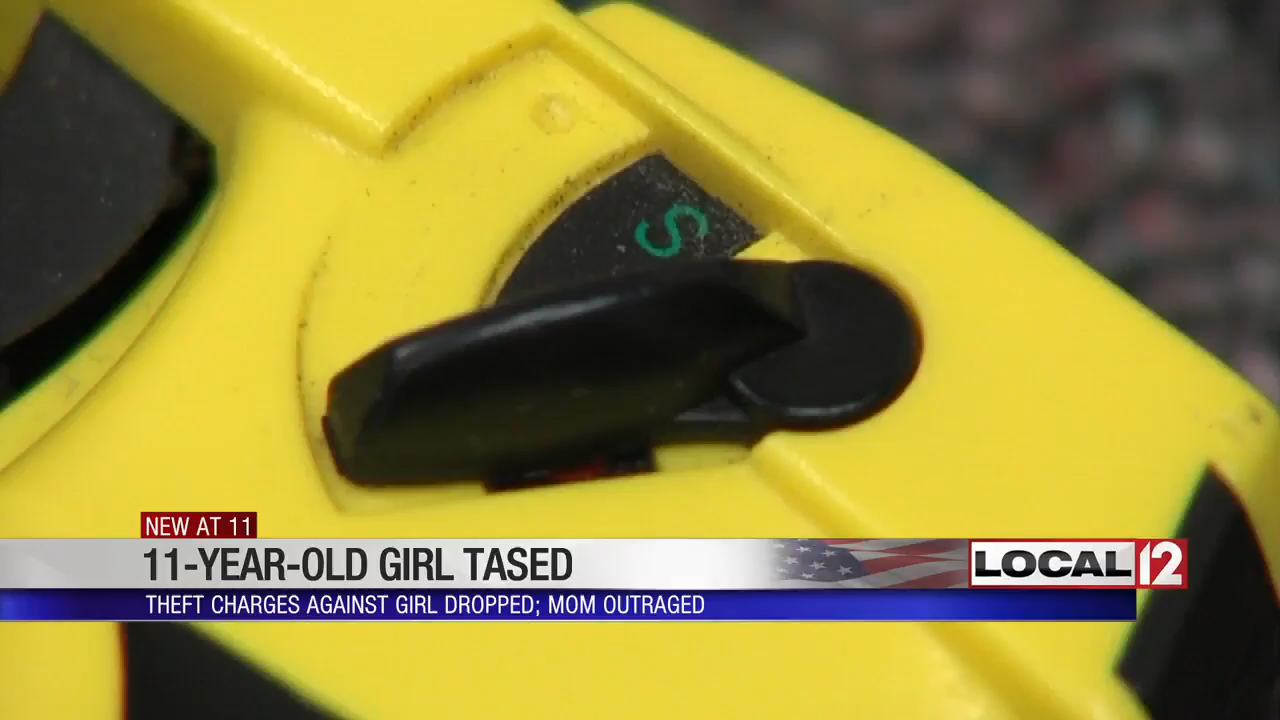 S
NEW AT 11
11-YEAR-OLD GIRL TASED
LOCAL 12
THEFT CHARGES AGAINST GIRL DROPPED; MOM OUTRAGED